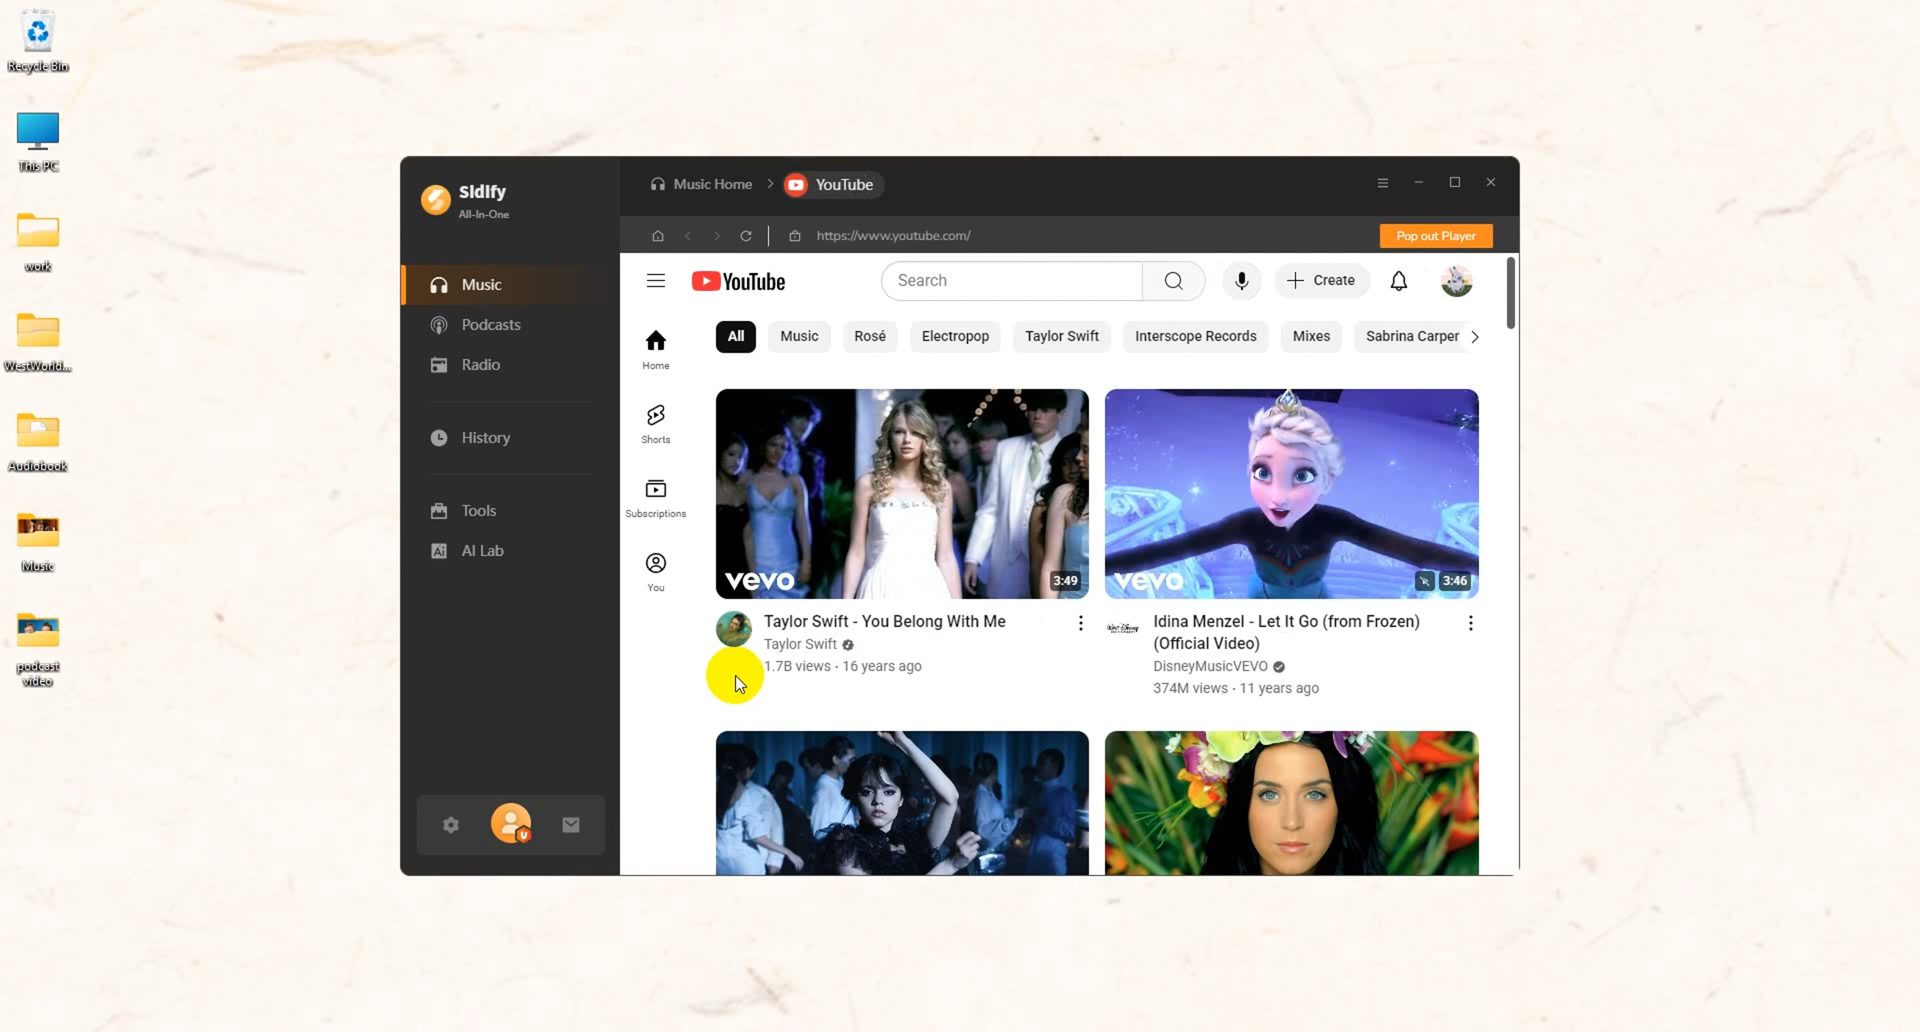 Recycle Bin
This PC
work
WestWorld...
Audiobook
Music
podcast
video
Sidify
All-In-One
Music
Podcasts
Radio
History
Tools
AI Lab
Music Home
YouTube
https://www.youtube.com/
Pop out Player
YouTube
Search
Create
All
Music
Rosé
Electropop
Taylor Swift
Interscope Records
Mixes
Sabrina Carper
Home
Shorts
Subscriptions
You
vevo
3:49
vevo
3:46
Taylor Swift - You Belong With Me
Taylor Swift
1.7B views · 16 years ago
Idina Menzel - Let It Go (from Frozen)
(Official Video)
DisneyMusicVEVO
374M views · 11 years ago